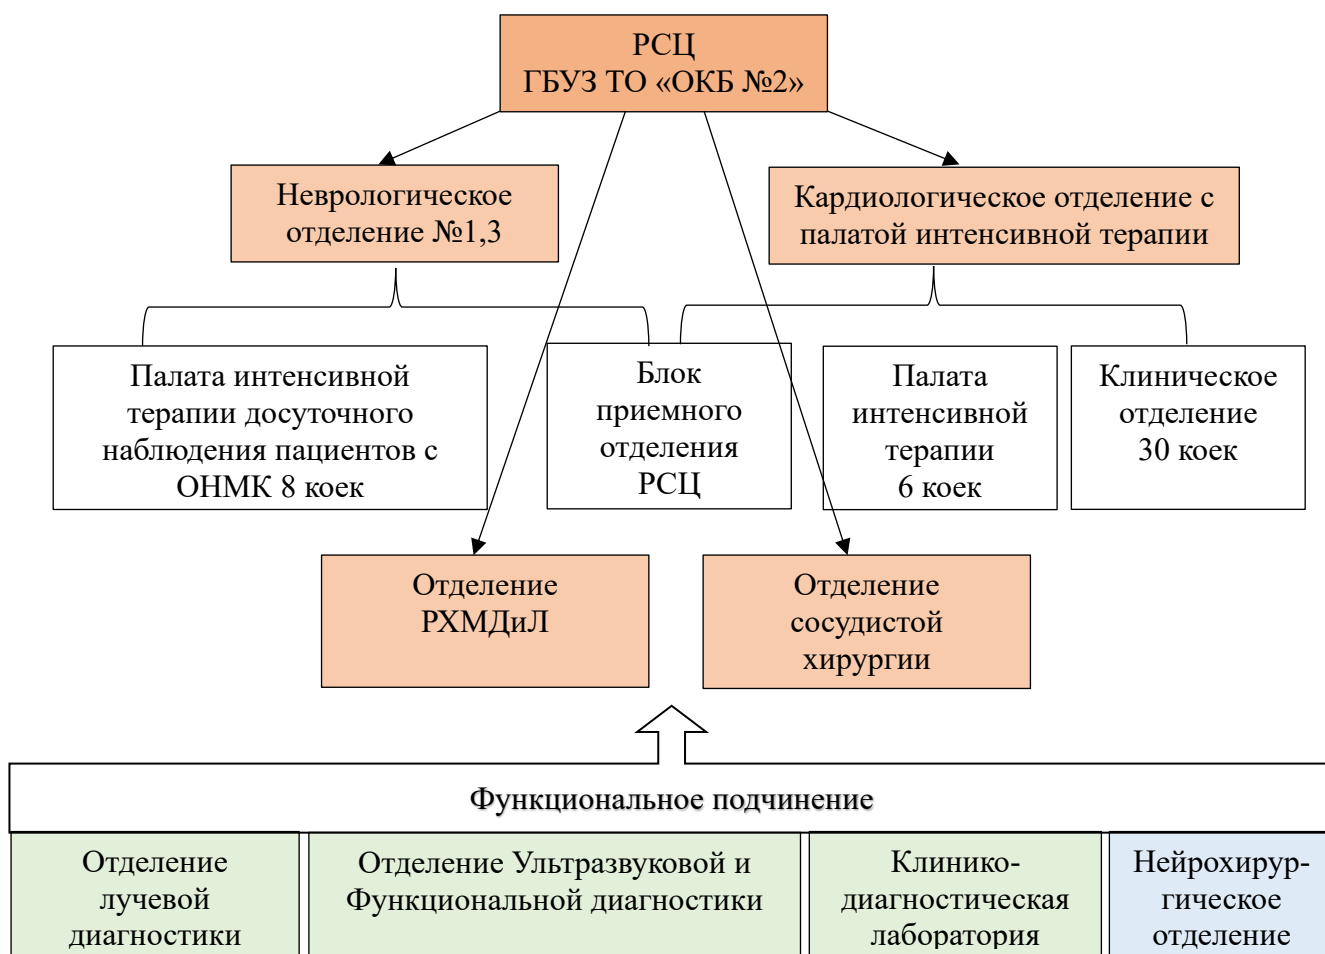 РСЦ
ГБУЗ ТО «ОКБ №2»
Неврологическое
отделение №1,3
Кардиологическое отделение с
палатой интенсивной терапии
Палата интенсивной
терапии досуточного
наблюдения пациентов с
ОНМК 8 коек
Блок
приемного
отделения
РСЦ
Палата
интенсивной
терапии
6 коек
Клиническое
отделение
30 коек
Отделение
РХМДиЛ
Отделение
сосудистой
хирургии
Функциональное подчинение
Отделение
лучевой
диагностики
Отделение Ультразвуковой и
Функциональной диагностики
Клинико-
диагностическая
лаборатория
Нейрохирур-
гическое
отделение